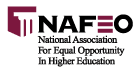 NAFEO
National Association
For Equal Opportunity
In Higher Education